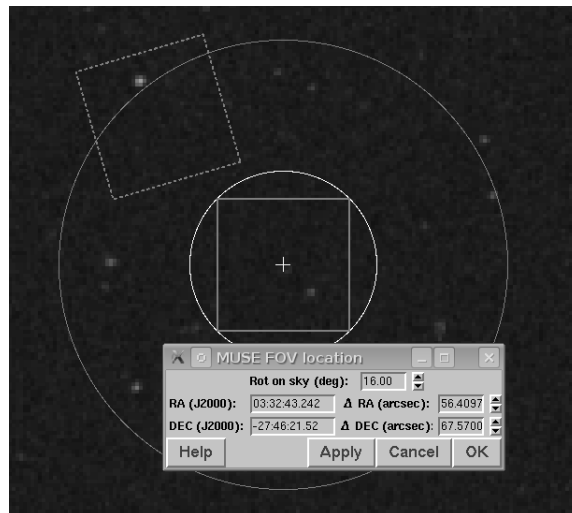 MUSE FOV location
Rot on sky (deg): 16.00
RA (J2000): 03:32:43.242 Δ RA (arcsec): 56.4097
DEC (J2000): -27:46:21.52 Δ DEC (arcsec): 67.5700
Help Apply Cancel OK